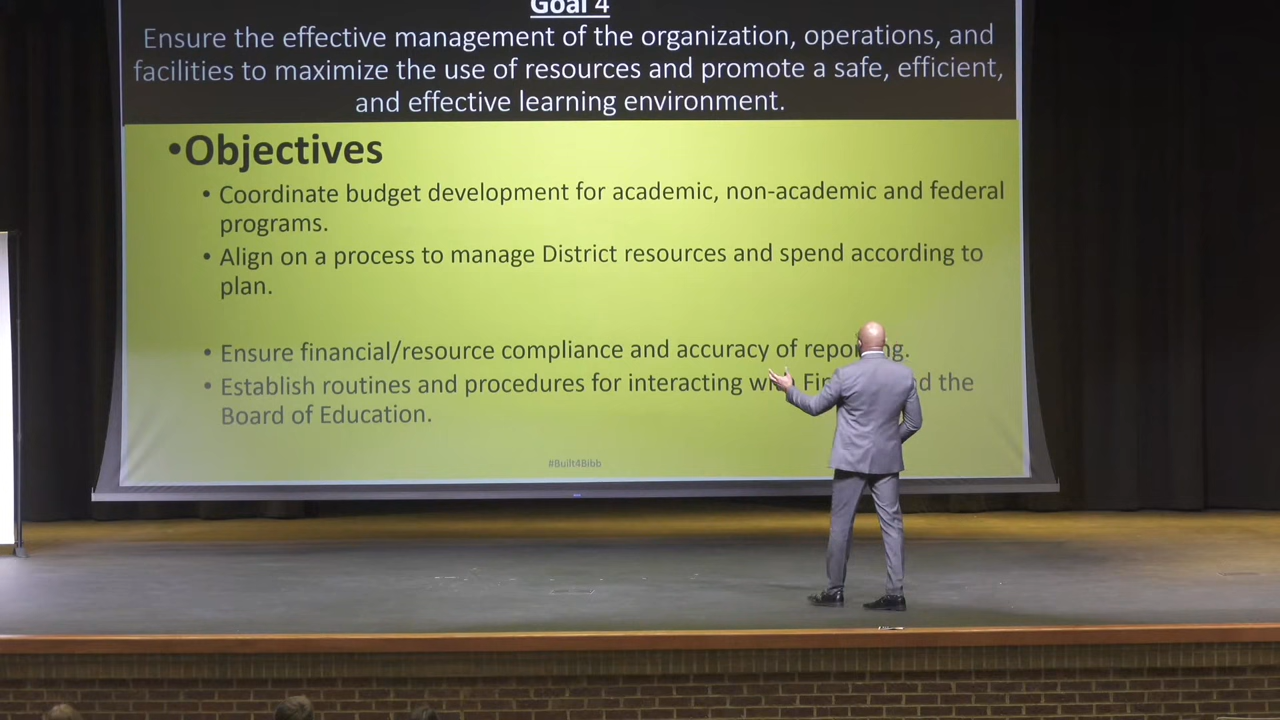 Goal 4
Ensure the effective management of the organization, operations, and
facilities to maximize the use of resources and promote a safe, efficient,
and effective learning environment.
•Objectives
• Coordinate budget development for academic, non-academic and federal
programs.
• Align on a process to manage District resources and spend according to
plan.
• Ensure financial/resource compliance and accuracy of reporting.
• Establish routines and procedures for interacting with the
Board of Education.
#Built4Bibb